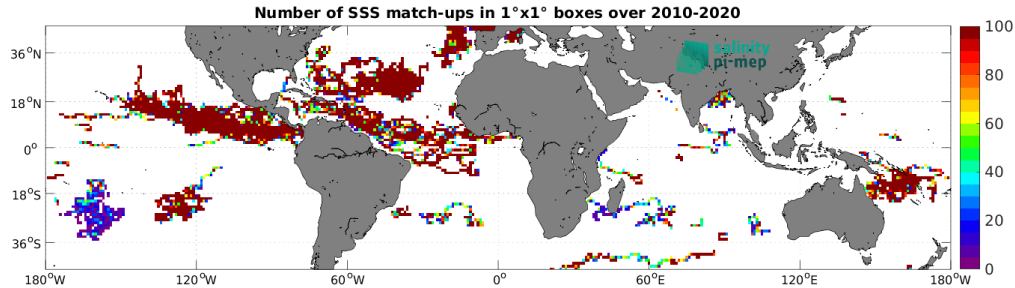 Number of SSS match-ups in 1°x1° boxes over 2010-2020
salinity
pi-mep
36°N
18°N
0°
18°S
36°S
180°W 120°W 60°W 0° 60°E 120°E 180°W
100
80
60
40
20
0